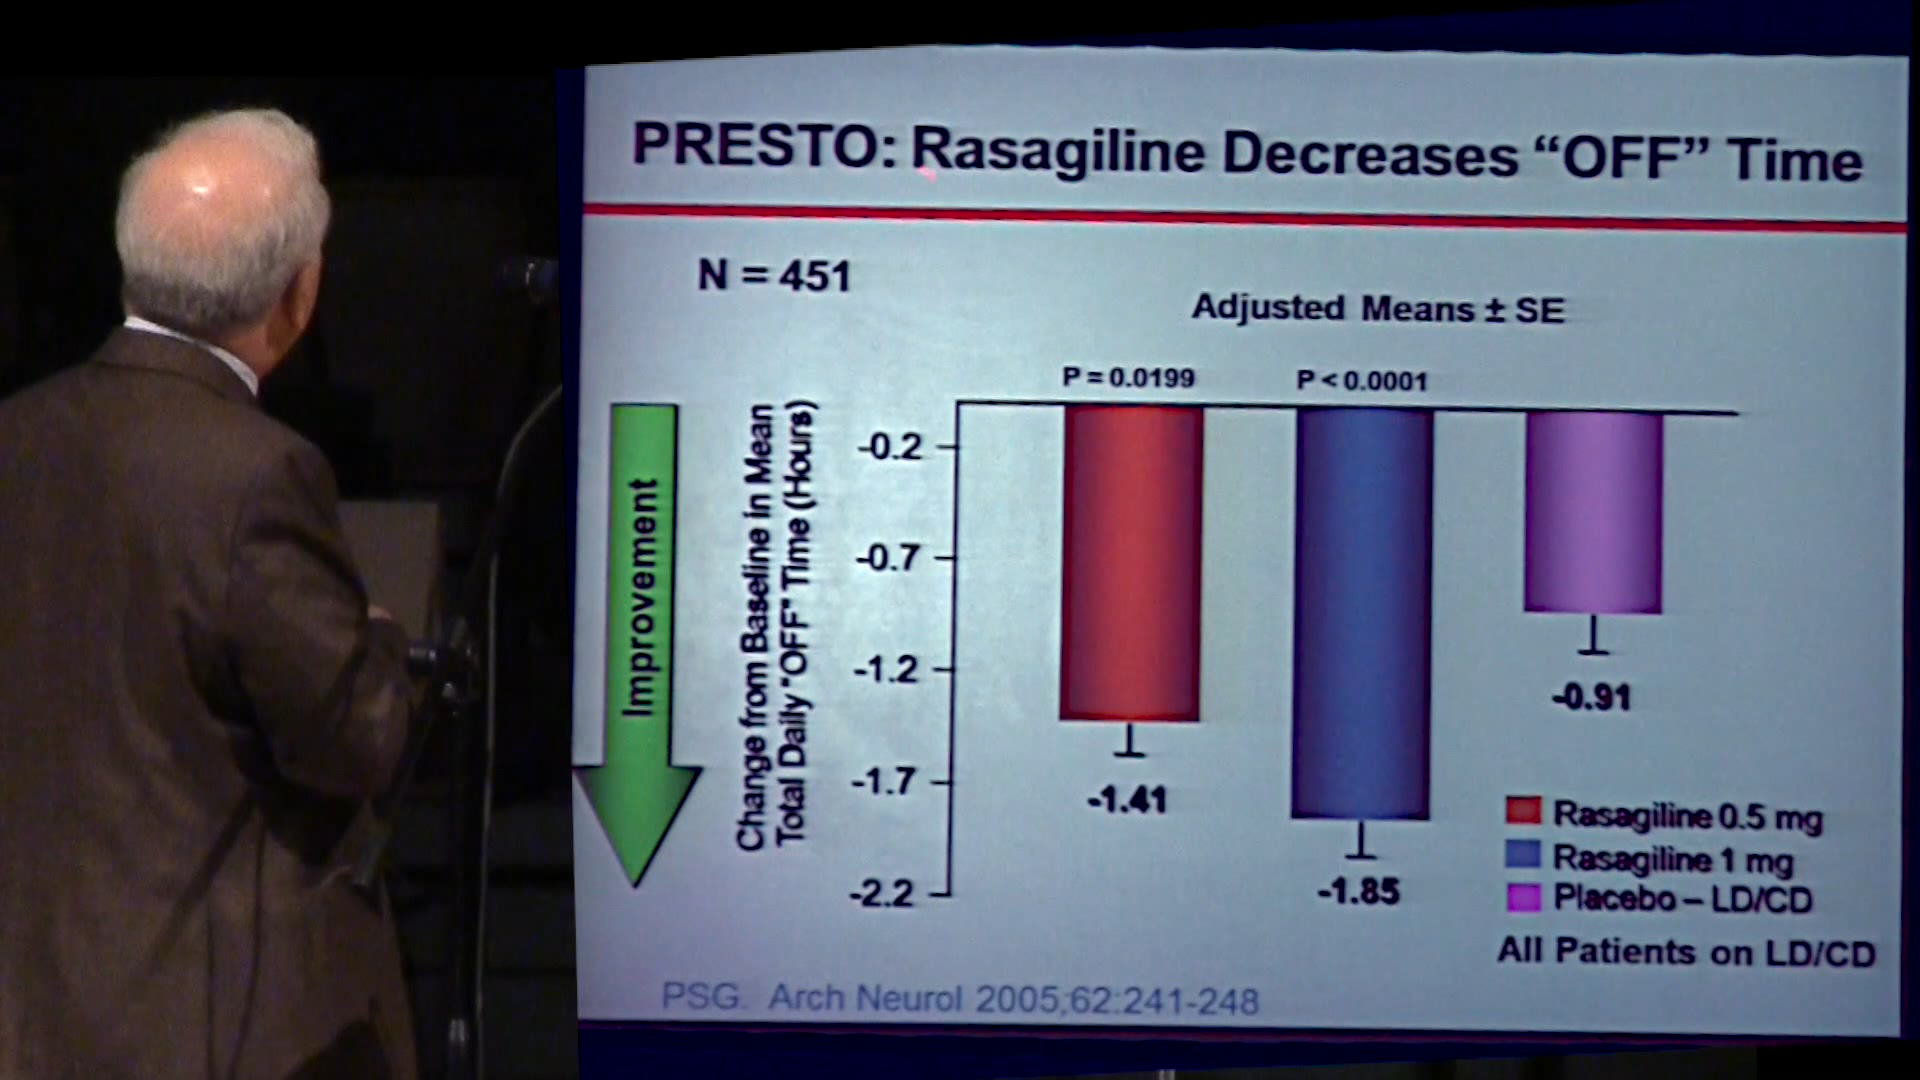 PRESTO: Rasagiline Decreases “OFF” Time
N = 451
Adjusted Means ± SE
P = 0.0199
P < 0.0001
Improvement
Change from Baseline in Mean
Total Daily "OFF" Time (Hours)
-0.2
-0.7
-1.2
-1.7
-2.2
-1.41
-1.85
-0.91
Rasagiline 0.5 mg
Rasagiline 1 mg
Placebo – LD/CD
All Patients on LD/CD
PSG. Arch Neurol 2005;62:241-248